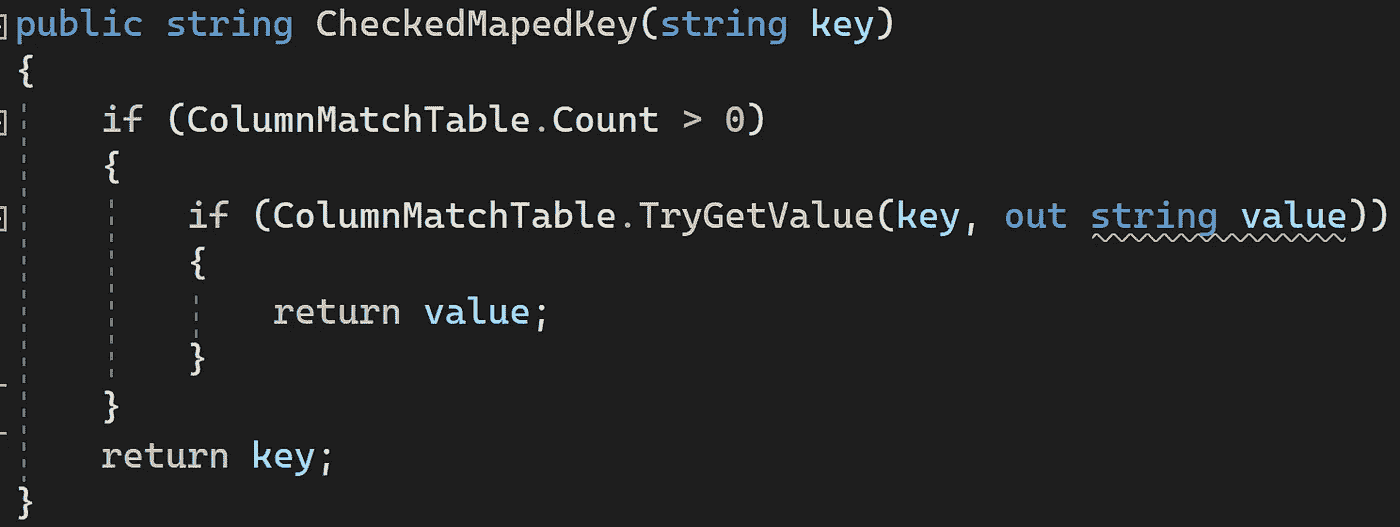 public string CheckedMapedKey(string key)
{
if (ColumnMatchTable.Count > 0)
{
if (ColumnMatchTable.TryGetValue(key, out string value))
{
return value;
}
}
return key;
}